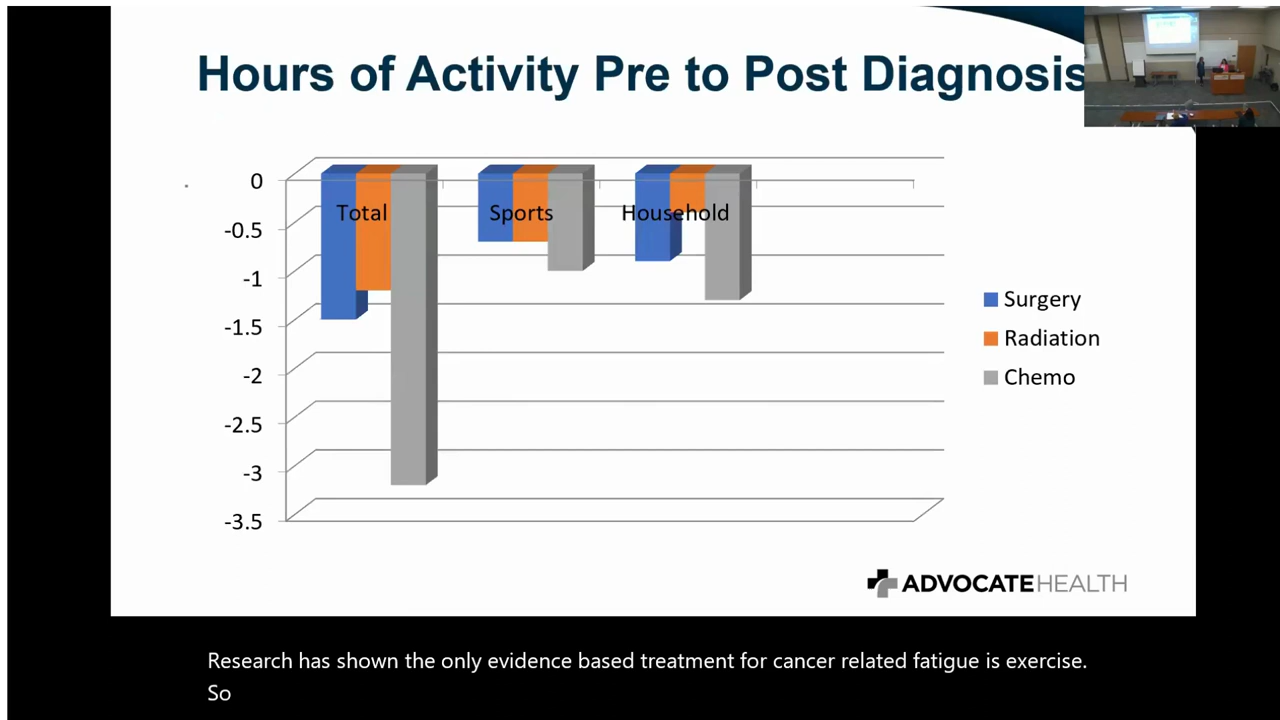 Hours of Activity Pre to Post Diagnosis
0
-0.5
-1
-1.5
-2
-2.5
-3
-3.5
Total
Sports
Household
Surgery
Radiation
Chemo
ADVOCATEHEALTH
Research has shown the only evidence based treatment for cancer related fatigue is exercise.
So